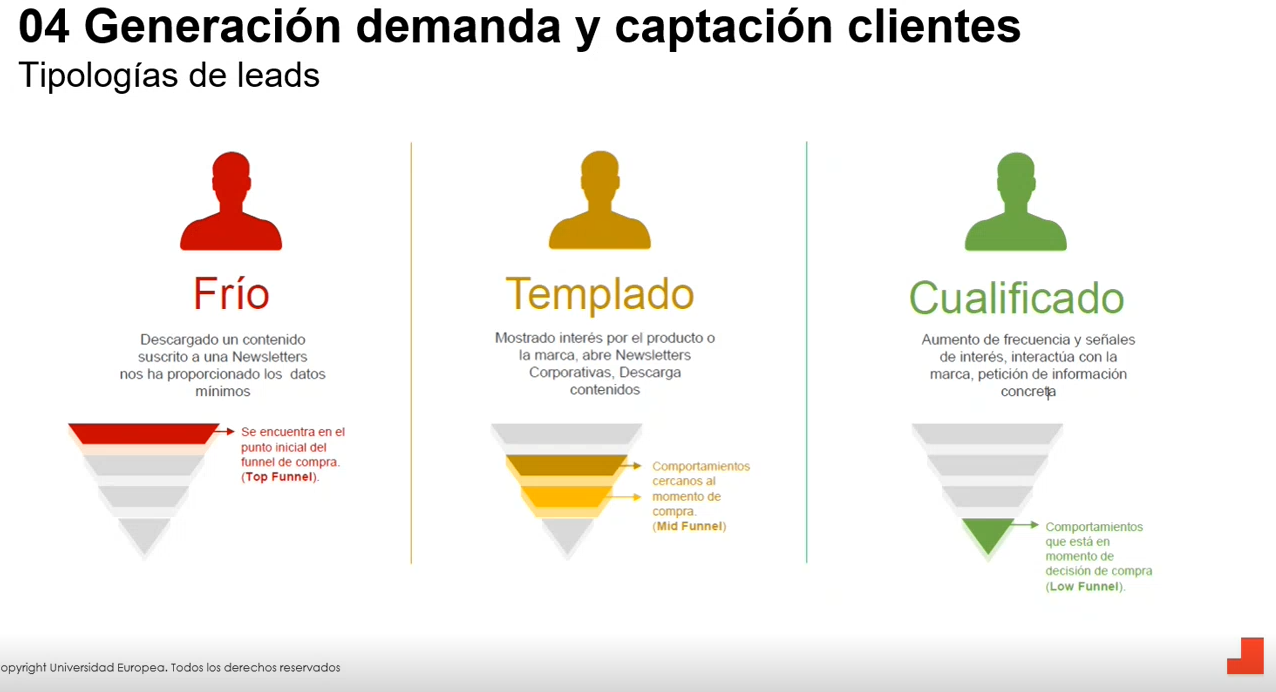 04 Generación demanda y captación clientes
Tipologías de leads
Frío
Descargado un contenido
suscrito a una Newsletters
nos ha proporcionado los datos
mínimos
Se encuentra en el
punto inicial del
funnel de compra.
(Top Funnel).
Templado
Mostrado interés por el producto o
la marca, abre Newsletters
Corporativas, Descarga
contenidos
Comportamientos
cercanos al
momento de
compra.
(Mid Funnel)
Cualificado
Aumento de frecuencia y señales
de interés, interactúa con la
marca, petición de información
concreta
Comportamientos
que está en
momento de
decisión de compra
(Low Funnel).
opyright Universidad Europea. Todos los derechos reservados